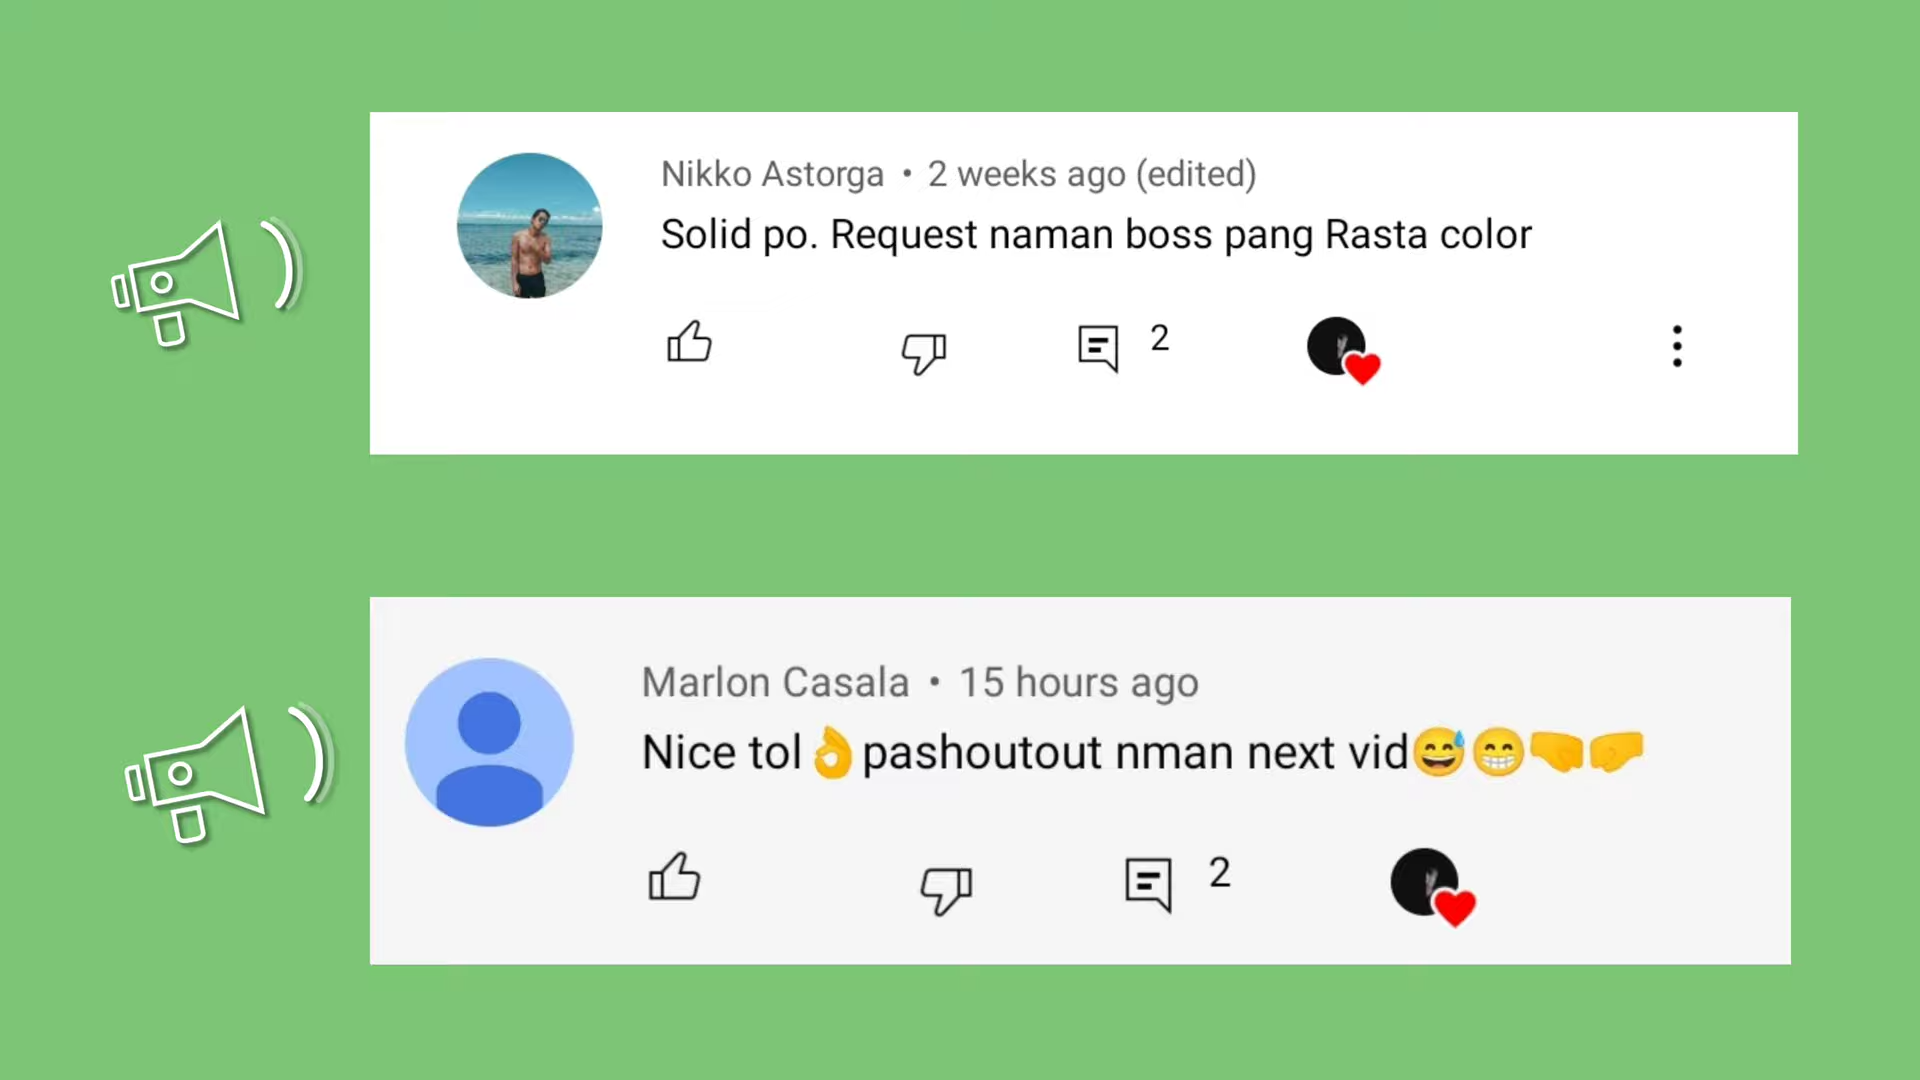 Nikko Astorga • 2 weeks ago (edited)
Solid po. Request naman boss pang Rasta color
2
Marlon Casala • 15 hours ago
Nice tol👌pashoutout nman next vid😅😁🤜🤛
2